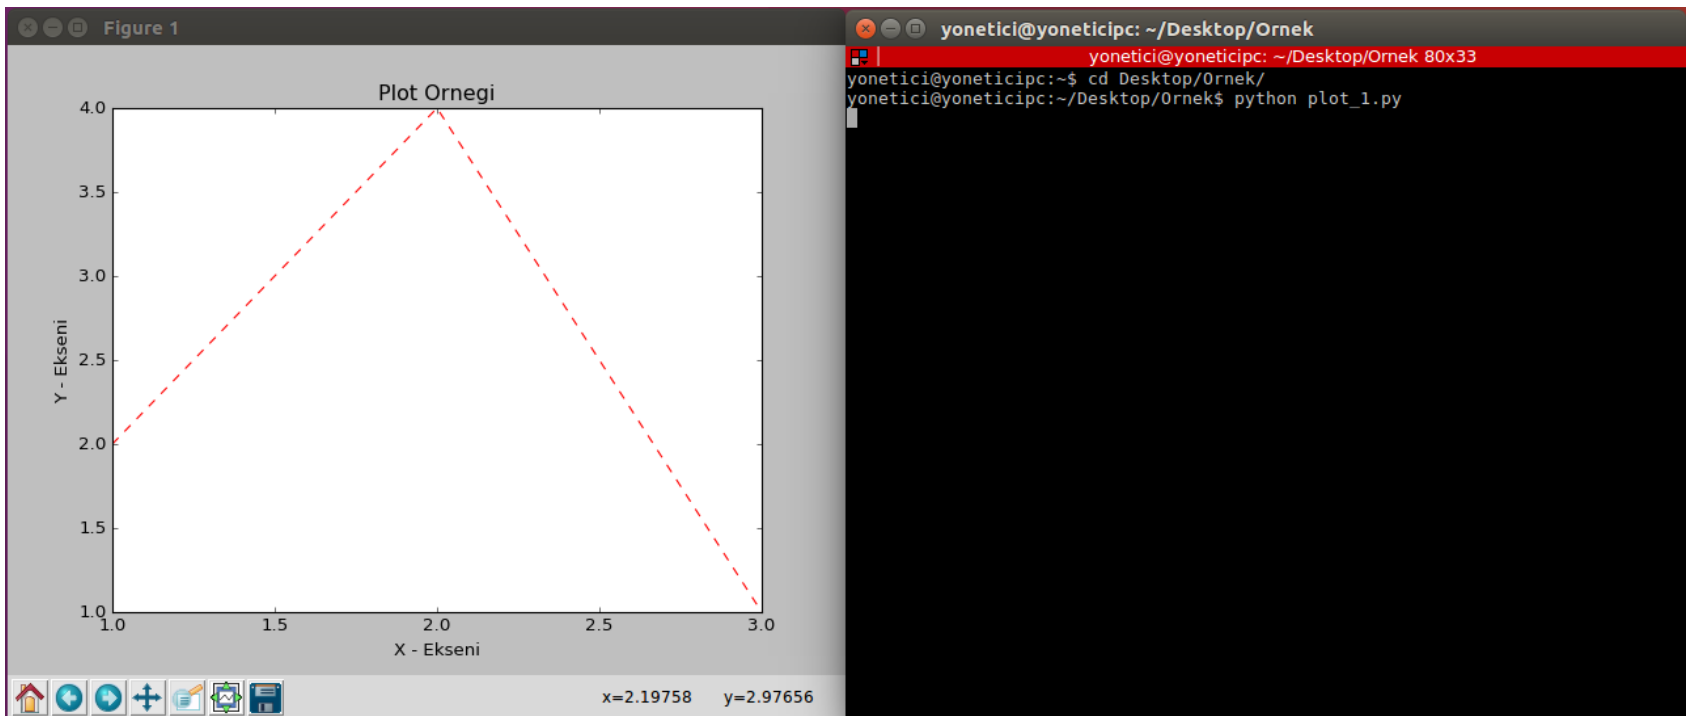 Figure 1
Plot Ornegi
4.0
3.5
3.0
2.5
2.0
1.5
1.0
Y - Ekseni
1.0 1.5 2.0 2.5 3.0
X - Ekseni
x=2.19758 y=2.97656
yonetici@yoneticipc: ~/Desktop/Ornek
yonetici@yoneticipc: ~/Desktop/Ornek 80x33
yonetici@yoneticipc:~$ cd Desktop/Ornek/
yonetici@yoneticipc:~/Desktop/Ornek$ python plot_1.py